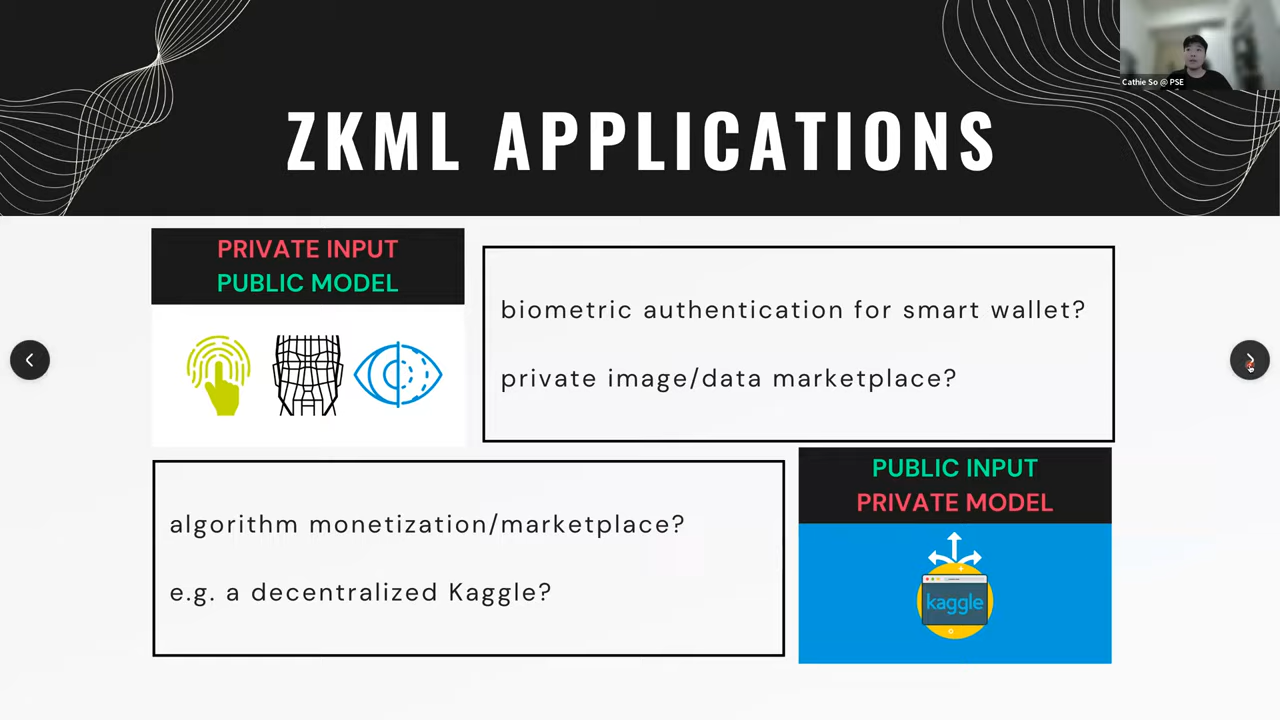 Cathie So @ PSE
ZKML APPLICATIONS
PRIVATE INPUT
PUBLIC MODEL
biometric authentication for smart wallet?
private image/data marketplace?
algorithm monetization/marketplace?
e.g. a decentralized Kaggle?
PUBLIC INPUT
PRIVATE MODEL
kaggle